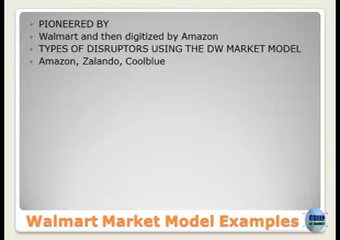 PIONEERED BY
Walmart and then digitized by Amazon
TYPES OF DISRUPTORS USING THE DW MARKET MODEL
Amazon, Zalando, Coolblue
Walmart Market Model Examples